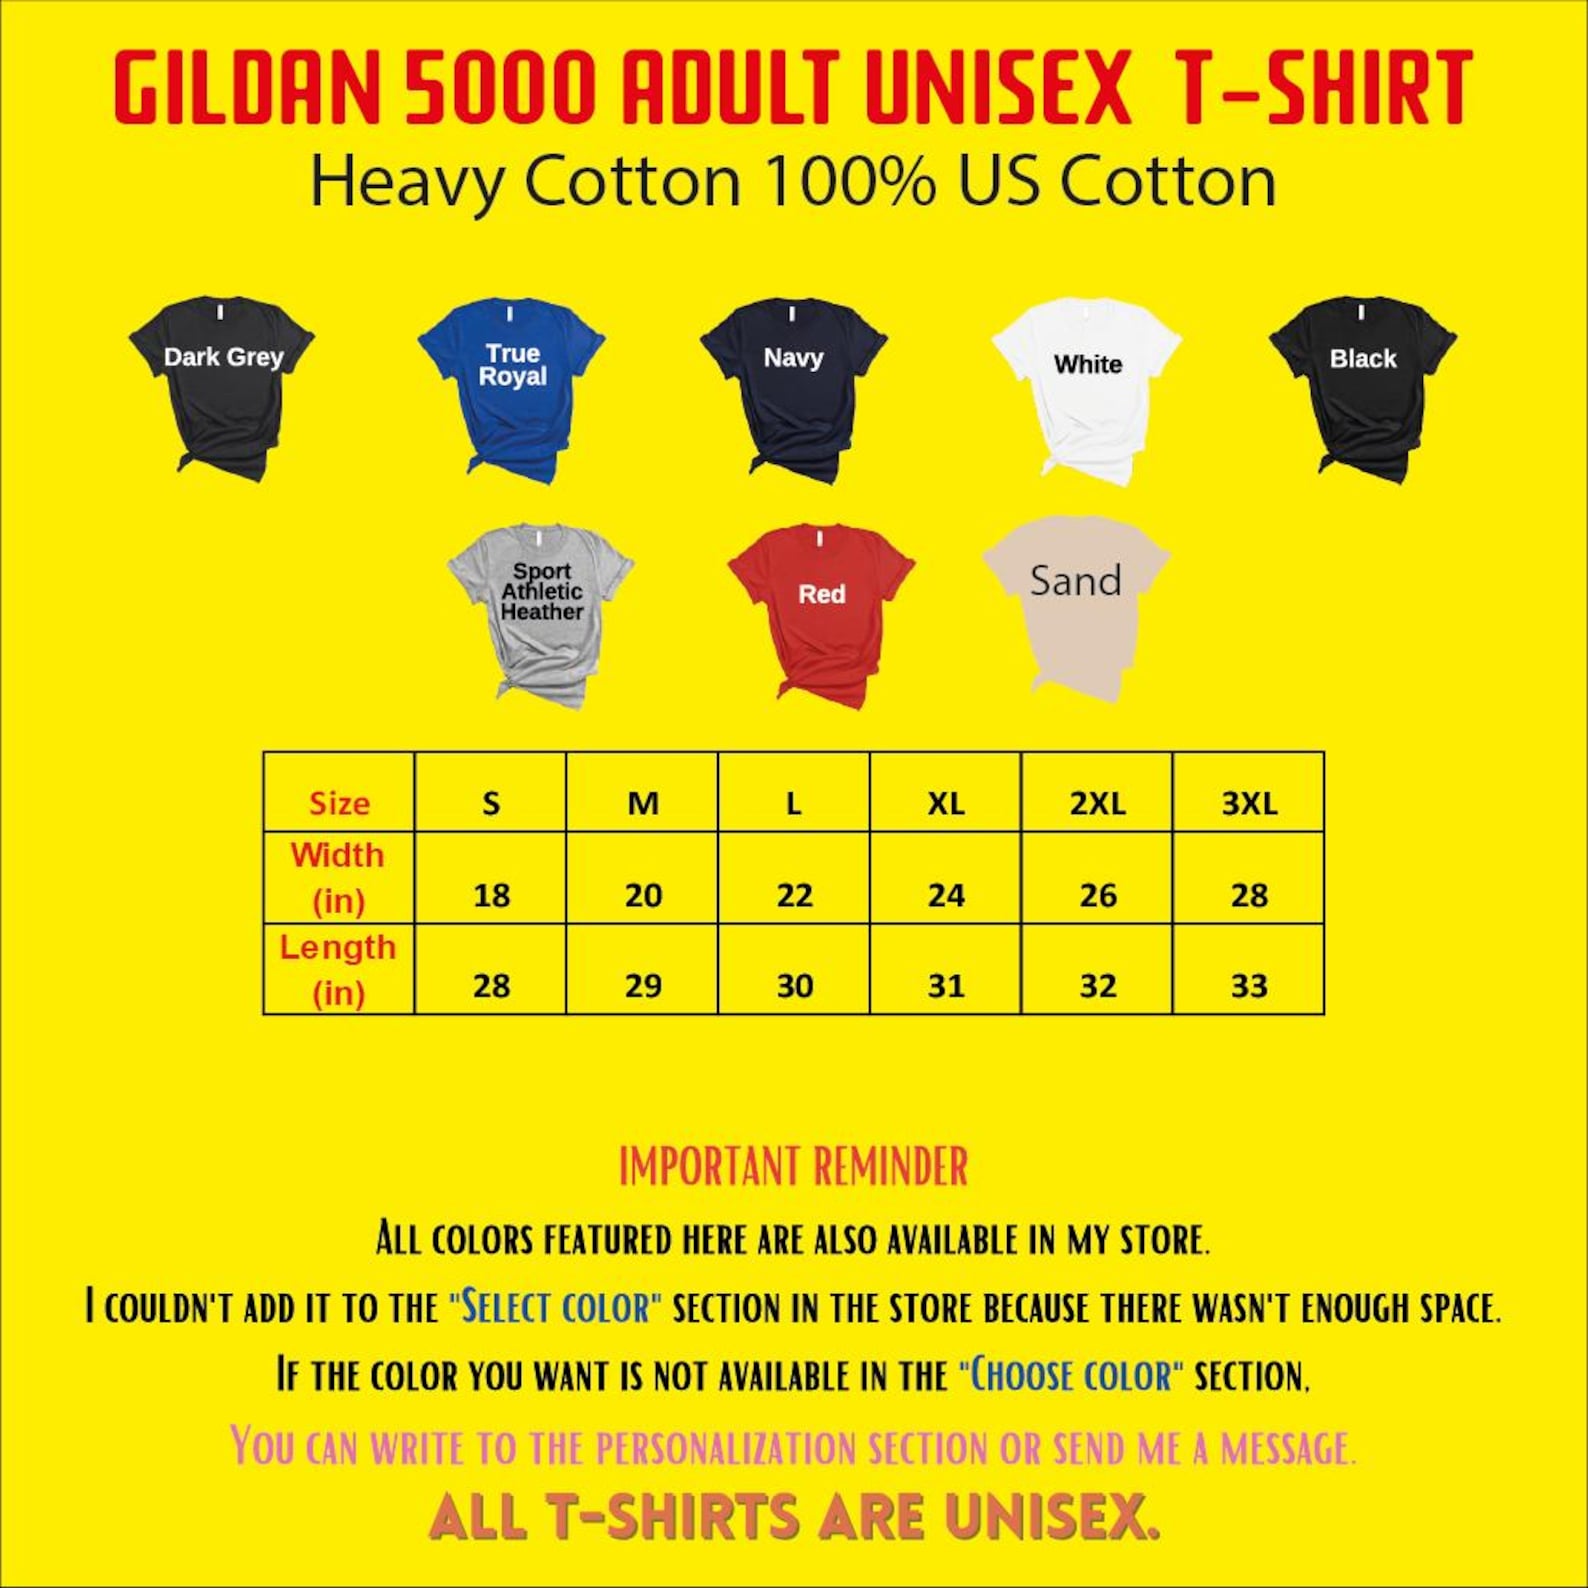 GILDAN 5000 ADULT UNISEX T-SHIRT
Heavy Cotton 100% US Cotton
Dark Grey
True
Royal
Navy
White
Black
Sport
Athletic
Heather
Red
Sand
Size S M L XL 2XL 3XL
Width
(in) 18 20 22 24 26 28
Length
(in) 28 29 30 31 32 33
IMPORTANT REMINDER
ALL COLORS FEATURED HERE ARE ALSO AVAILABLE IN MY STORE.
I COULDN'T ADD IT TO THE "SELECT COLOR" SECTION IN THE STORE BECAUSE THERE WASN'T ENOUGH SPACE.
IF THE COLOR YOU WANT IS NOT AVAILABLE IN THE "CHOOSE COLOR" SECTION,
YOU CAN WRITE TO THE PERSONALIZATION SECTION OR SEND ME A MESSAGE.
ALL T-SHIRTS ARE UNISEX.